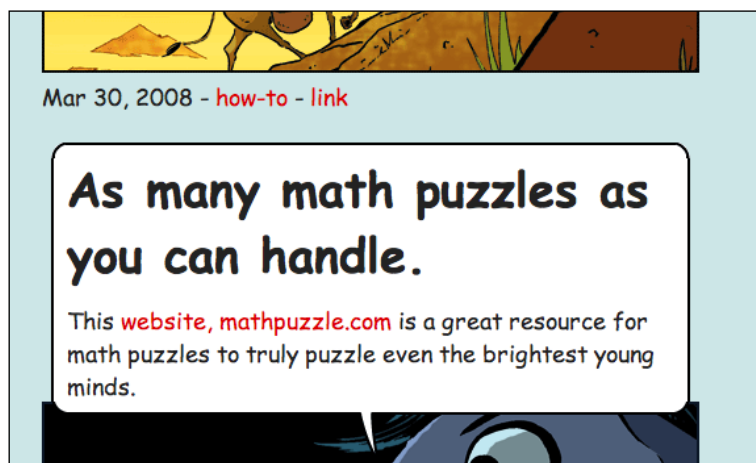 Mar 30, 2008 - how-to - link
As many math puzzles as
you can handle.
This website, mathpuzzle.com is a great resource for
math puzzles to truly puzzle even the brightest young
minds.